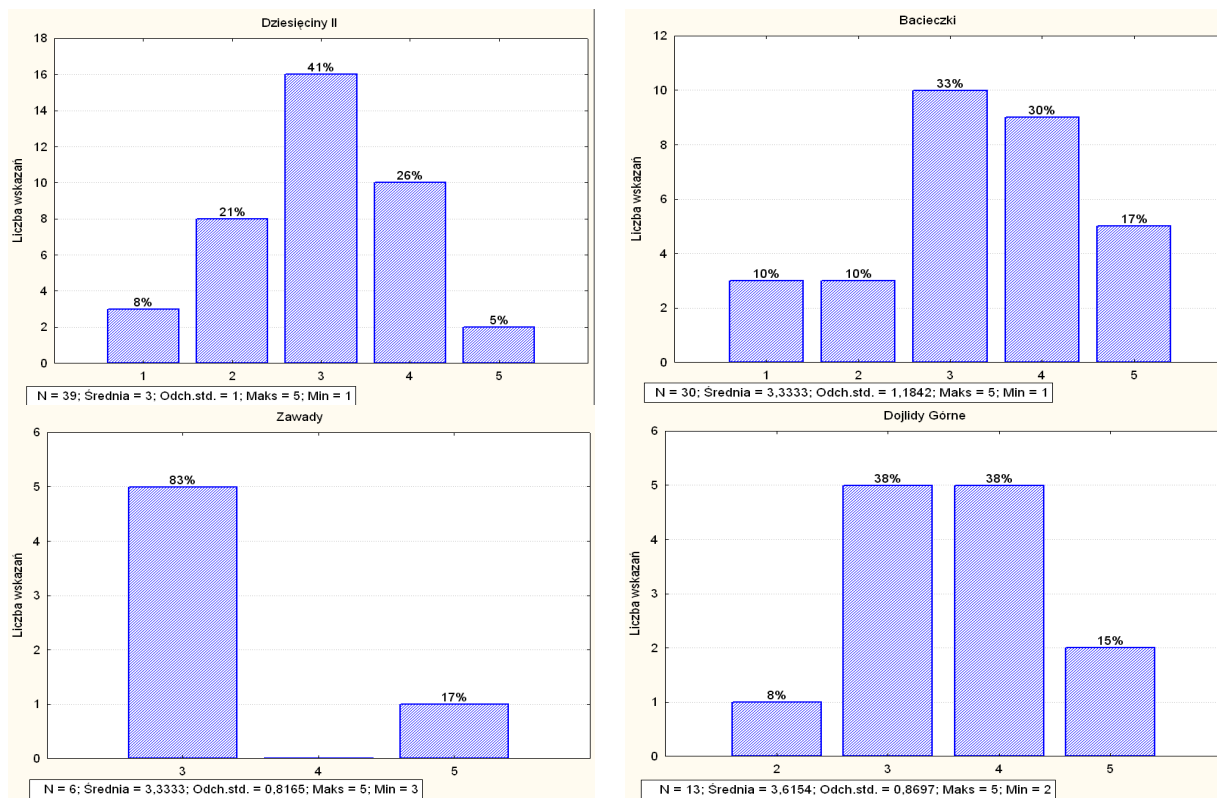 Dziesięciny II
18
16
14
12
10
8
6
4
2
0
Liczba wskazań
8%
21%
41%
26%
5%
1 2 3 4 5
N = 39; Średnia = 3; Odch.std. = 1; Maks = 5; Min = 1
Bacieczki
12
10
8
6
4
2
0
Liczba wskazań
10%
10%
33%
30%
17%
1 2 3 4 5
N = 30; Średnia = 3,3333; Odch.std. = 1,1842; Maks = 5; Min = 1
Zawady
6
5
4
3
2
1
0
Liczba wskazań
83%
17%
3 4 5
N = 6; Średnia = 3,3333; Odch.std. = 0,8165; Maks = 5; Min = 3
Dojlidy Górne
6
5
4
3
2
1
0
Liczba wskazań
8%
38%
38%
15%
2 3 4 5
N = 13; Średnia = 3,6154; Odch.std. = 0,8697; Maks = 5; Min = 2